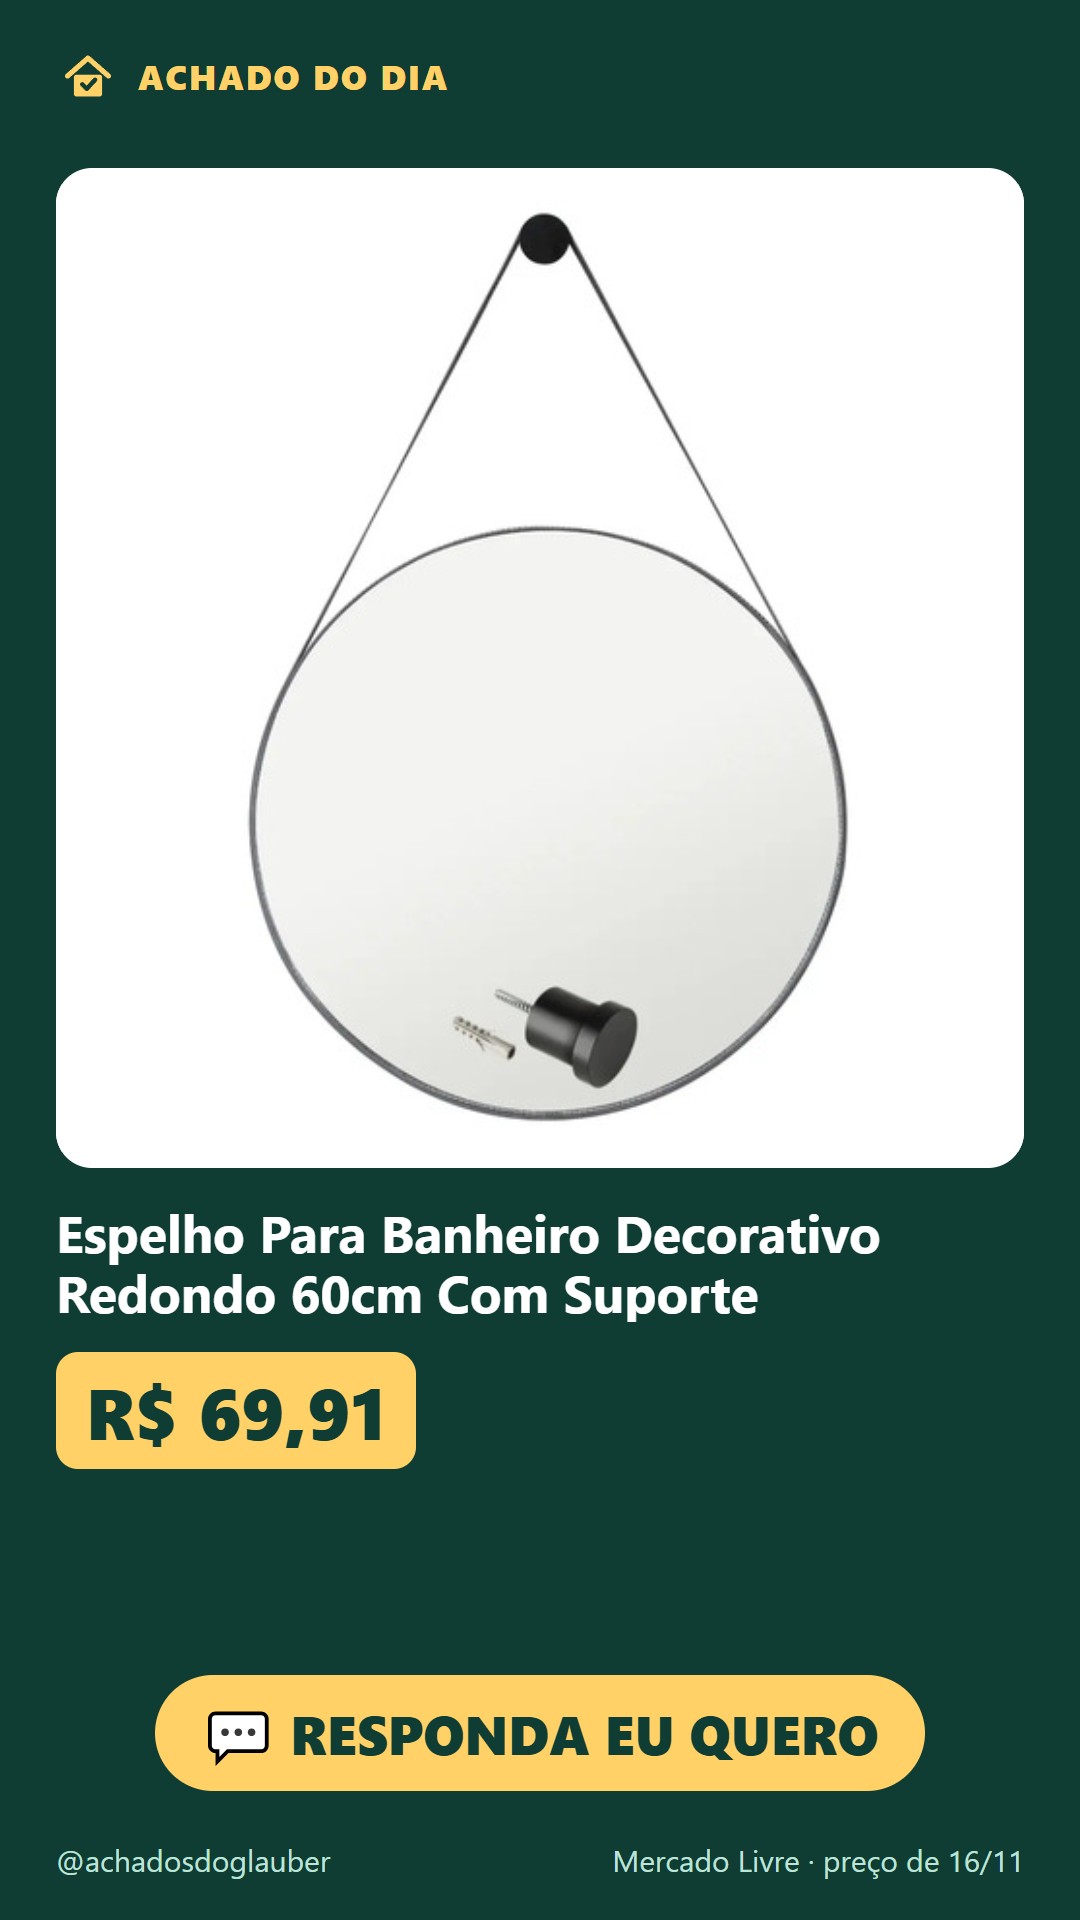 ACHADO DO DIA
Espelho Para Banheiro Decorativo
Redondo 60cm Com Suporte
R$ 69,91
RESPONDA EU QUERO
@achadosdoglauber
Mercado Livre · preço de 16/11